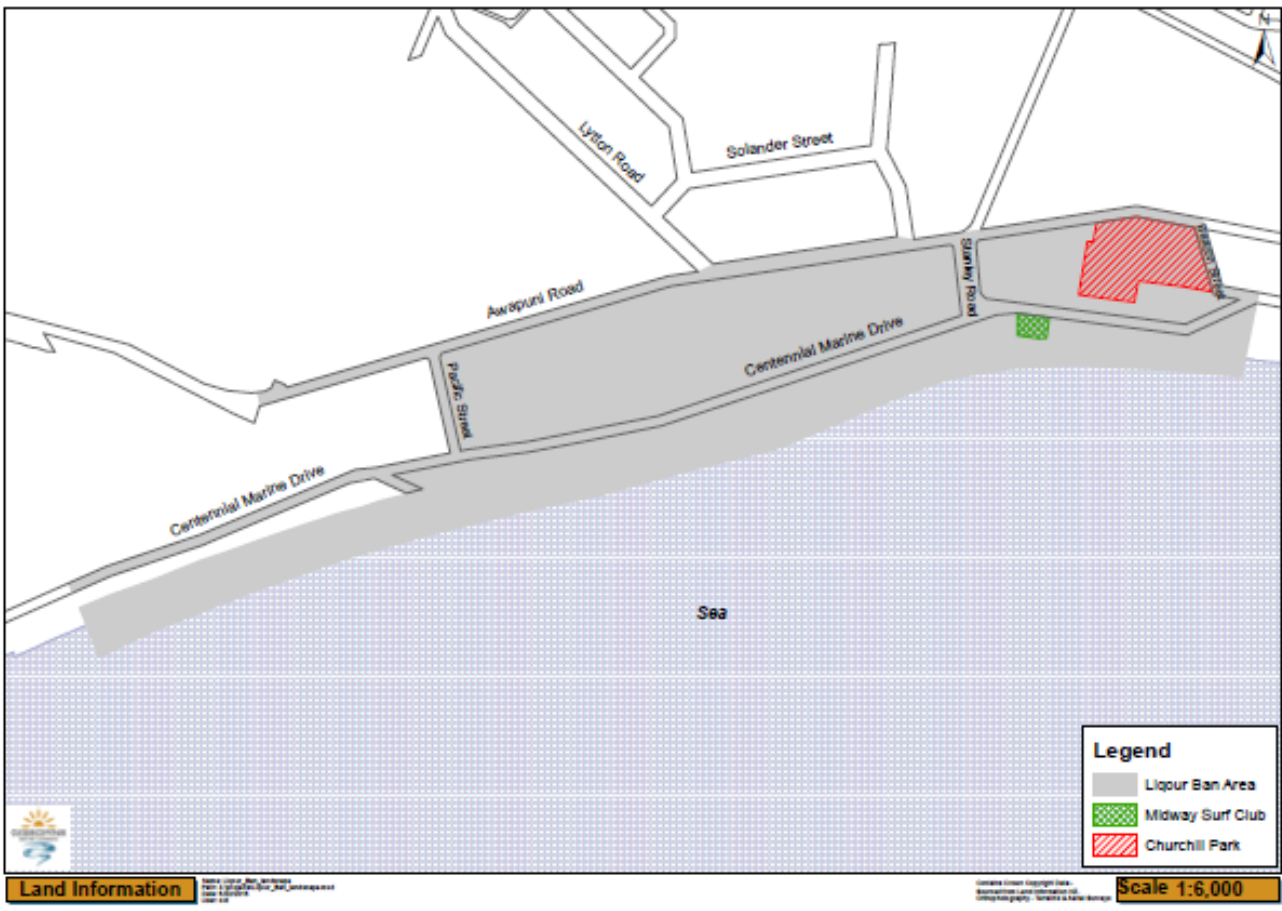 N
Lytton Road
Solander Street
Stanley Road
Awapuni Road
Centennial Marine Drive
Pacific Street
Centennial Marine Drive
Sea
Legend
Liqour Ban Area
Midway Surf Club
Churchill Park
Land Information
Scale 1:6,000